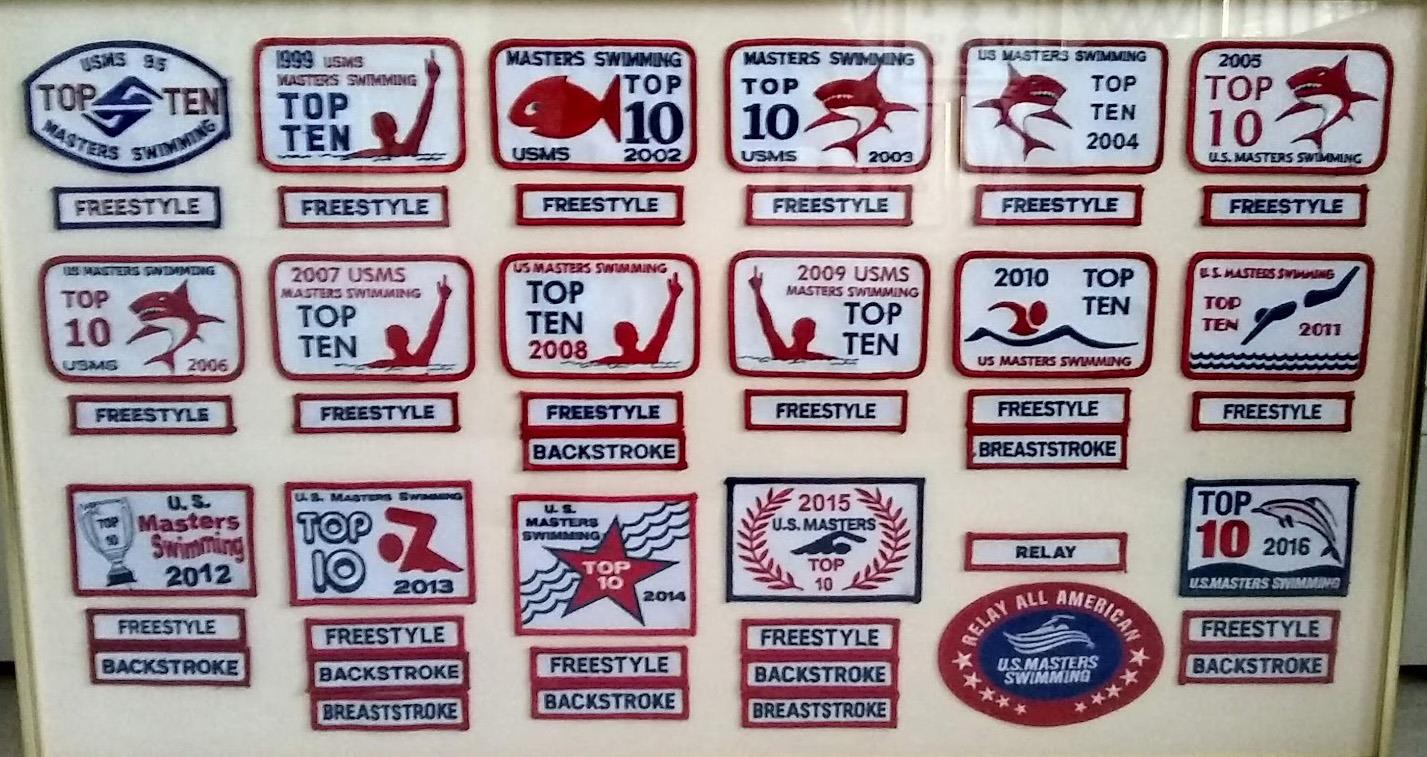 USMS 95
TOP TEN
MASTERS SWIMMING
FREESTYLE
1999 USMS
MASTERS SWIMMING
TOP
TEN
FREESTYLE
MASTERS SWIMMING
TOP
10
USMS 2002
FREESTYLE
MASTERS SWIMMING
TOP
10
USMS 2003
FREESTYLE
US MASTERS SWIMMING
TOP
TEN
2004
FREESTYLE
2005
TOP
10
U.S. MASTERS SWIMMING
FREESTYLE
US MASTERS SWIMMING
TOP
10
USMS 2006
FREESTYLE
2007 USMS
MASTERS SWIMMING
TOP
TEN
FREESTYLE
US MASTERS SWIMMING
TOP
TEN
2008
FREESTYLE
BACKSTROKE
2009 USMS
MASTERS SWIMMING
TOP
TEN
FREESTYLE
2010 TOP
TEN
US MASTERS SWIMMING
FREESTYLE
BREASTSTROKE
U.S. MASTERS SWIMMING
TOP
TEN 2011
FREESTYLE
TOP
10
U.S.
Masters
Swimming
2012
FREESTYLE
BACKSTROKE
U.S. MASTERS SWIMMING
TOP
10
2013
FREESTYLE
BACKSTROKE
BREASTSTROKE
U.S.
MASTERS
SWIMMING
TOP
10
2014
FREESTYLE
BACKSTROKE
2015
U.S. MASTERS
TOP
10
FREESTYLE
BACKSTROKE
BREASTSTROKE
RELAY
RELAY ALL AMERICAN
U.S. MASTERS
SWIMMING
TOP
10 2016
U.S. MASTERS SWIMMING
FREESTYLE
BACKSTROKE